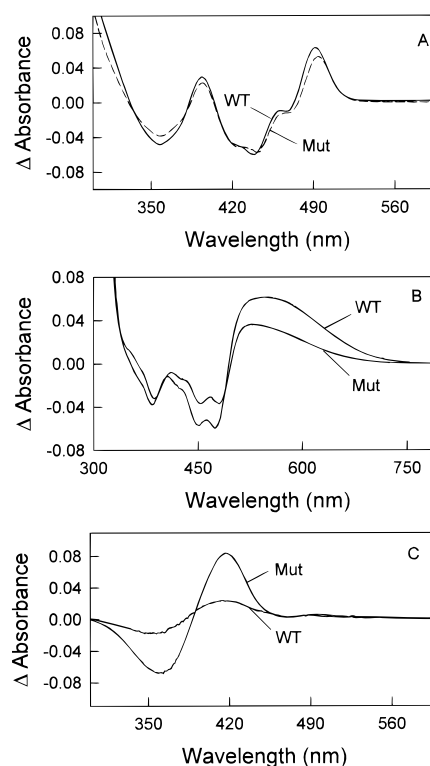 A
0.08
0.04
0.00
-0.04
-0.08
Δ Absorbance
WT
Mut
350 420 490 560
Wavelength (nm)
B
0.08
0.04
0.00
-0.04
-0.08
Δ Absorbance
WT
Mut
300 450 600 750
Wavelength (nm)
C
0.08
0.04
0.00
-0.04
-0.08
Δ Absorbance
Mut
WT
350 420 490 560
Wavelength (nm)